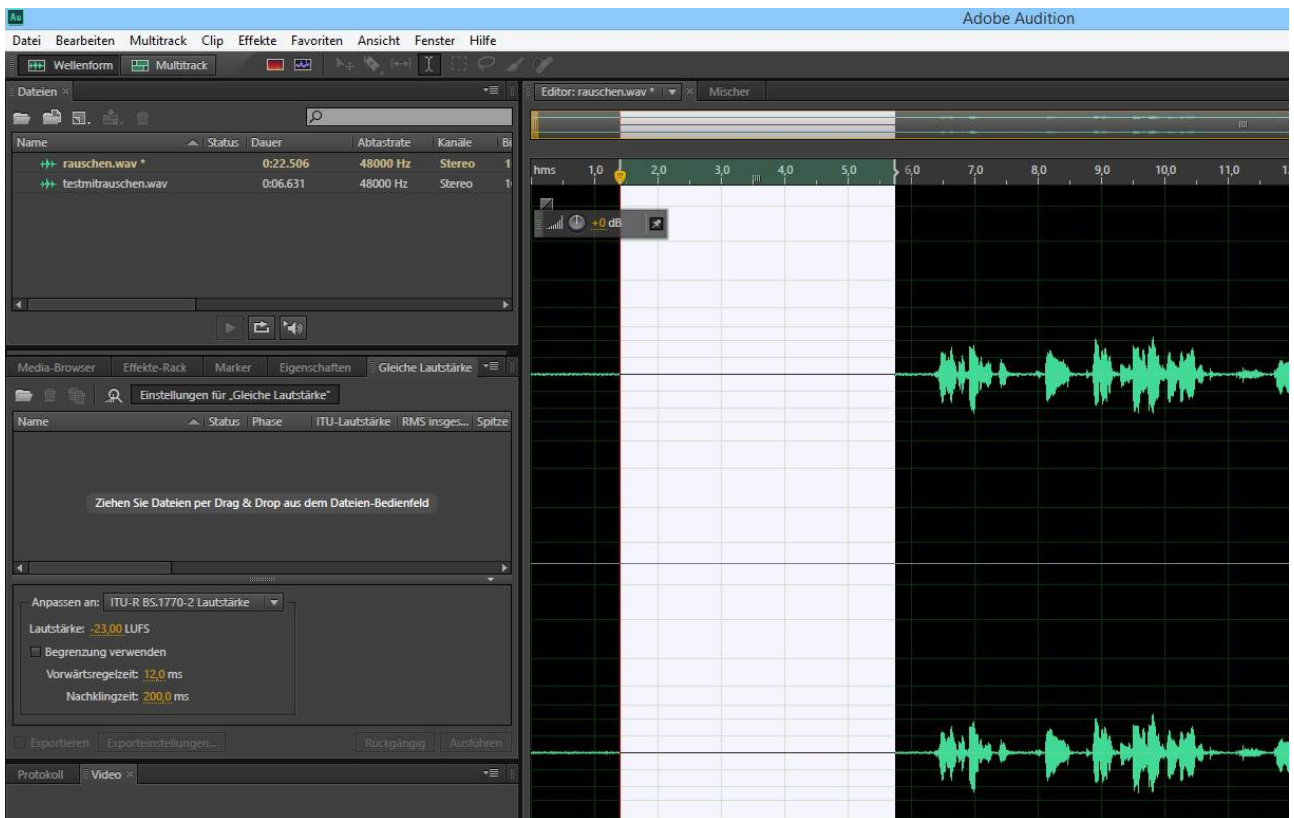 Au
Adobe Audition
Datei Bearbeiten Multitrack Clip Effekte Favoriten Ansicht Fenster Hilfe
Wellenform Multitrack
Dateien ×
Name Status Dauer Abtastrate Kanäle Bi
rauschen.wav * 0:22.506 48000 Hz Stereo 1
testmitrauschen.wav 0:06.631 48000 Hz Stereo 1
Media-Browser Effekte-Rack Marker Eigenschaften Gleiche Lautstärke
Einstellungen für „Gleiche Lautstärke"
Name Status Phase ITU-Lautstärke RMS insges... Spitze
Ziehen Sie Dateien per Drag & Drop aus dem Dateien-Bedienfeld
Anpassen an: ITU-R BS.1770-2 Lautstärke
Lautstärke: -23,00 LUFS
Begrenzung verwenden
Vorwärtsregelzeit: 12,0 ms
Nachklingzeit: 200,0 ms
Exportieren Exporteinstellungen... Rückgängig Ausführen
Protokoll Video ×
Editor: rauschen.wav * × Mischer
hms 1,0 2,0 3,0 4,0 5,0 6,0 7,0 8,0 9,0 10,0 11,0 1
+0 dB